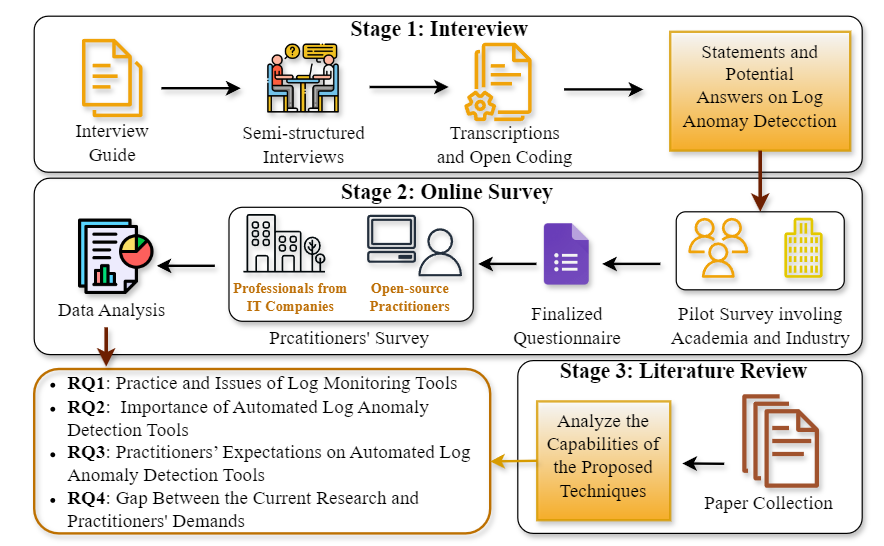 Stage 1: Intereview
Interview
Guide
Semi-structured
Interviews
Transcriptions
and Open Coding
Statements and
Potential
Answers on Log
Anomay Detecction
Stage 2: Online Survey
Data Analysis
Professionals from
IT Companies
Open-source
Practitioners
Prcatitioners' Survey
Finalized
Questionnaire
Pilot Survey involing
Academia and Industry
• RQ1: Practice and Issues of Log Monitoring Tools
• RQ2: Importance of Automated Log Anomaly
Detection Tools
• RQ3: Practitioners’ Expectations on Automated Log
Anomaly Detection Tools
• RQ4: Gap Between the Current Research and
Practitioners' Demands
Stage 3: Literature Review
Analyze the
Capabilities of
the Proposed
Techniques
Paper Collection